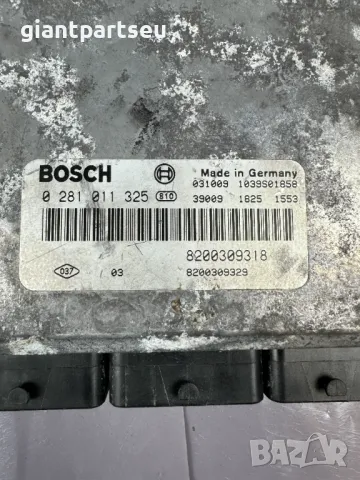 giantpartseu
BOSCH
Made in Germany
031009 1039S01858
0 281 011 325 810
39009 1825 1553
8200309318
037 03
8200309329
BAZAR